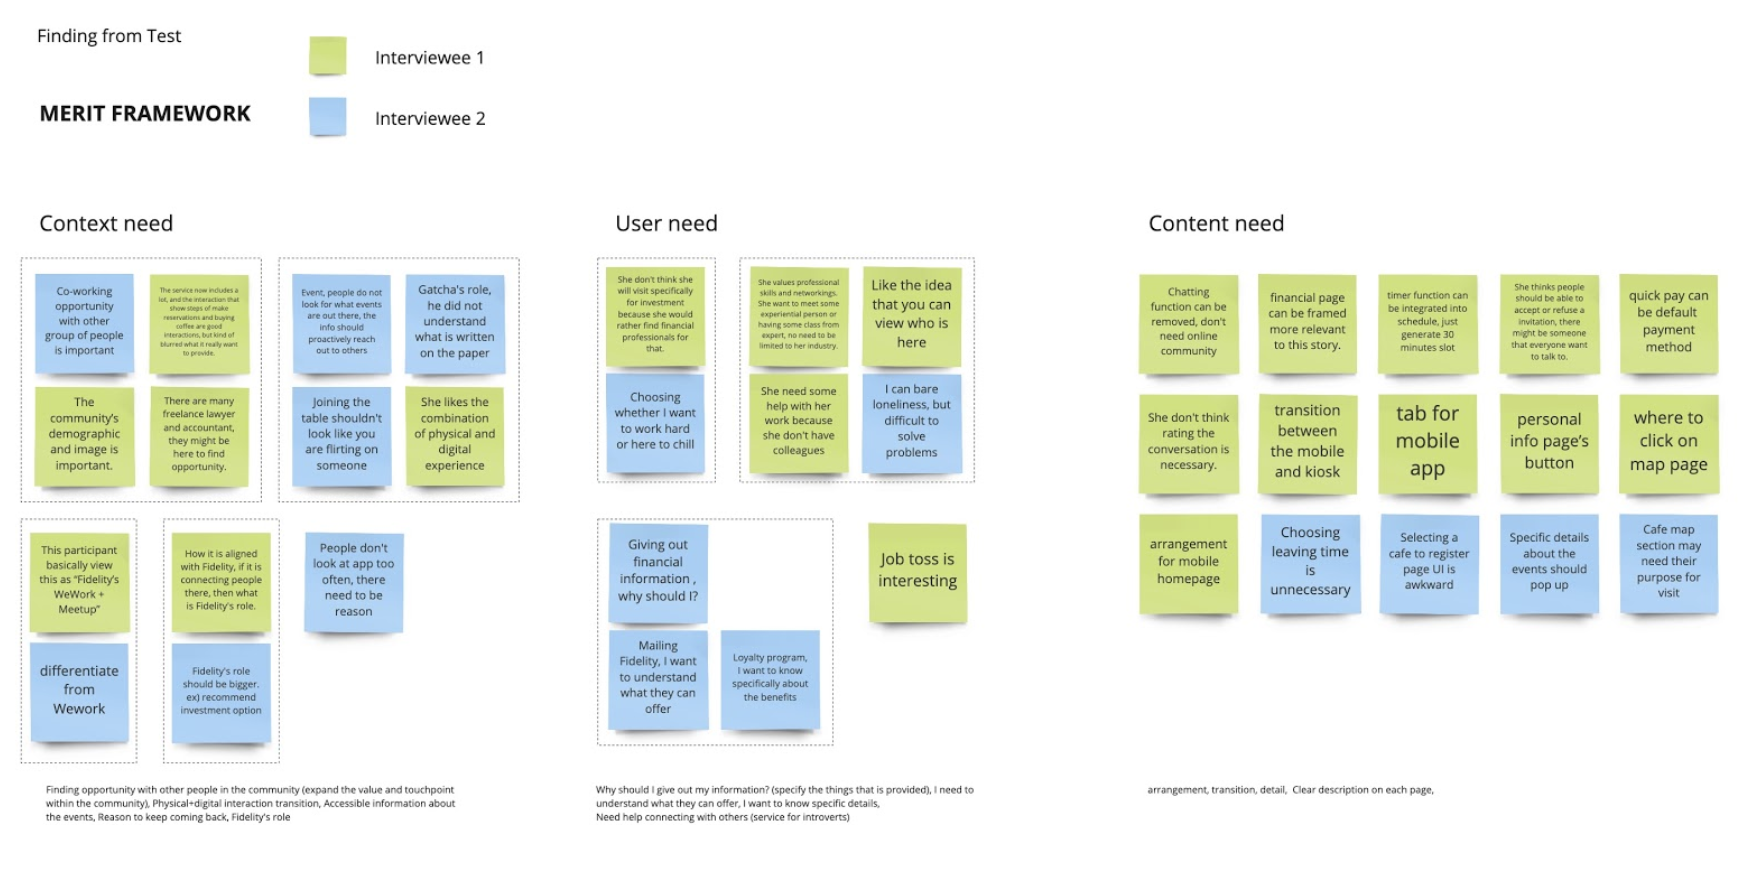 Finding from Test
MERIT FRAMEWORK
Interviewee 1
Interviewee 2
Context need
Co-working
opportunity
with other
group of people
is important
The service now includes a
lot, and the interaction that
show steps of make
reservations and buying
coffee are good
interactions, but kind of
blurred what it really want
to provide.
The
community's
demographic
and image is
important.
There are many
freelance lawyer
and accountant,
they might be
here to find
opportunity.
Event, people do not
look for what events
are out there, the
info should
proactively reach
out to others
Gatcha's role,
he did not
understand
what is written
on the paper
Joining the
table shouldn't
look like you
are flirting on
someone
She likes the
combination
of physical and
digital
experience
This participant
basically view
this as "Fidelity's
WeWork +
Meetup"
differentiate
from
Wework
How it is aligned
with Fidelity, if it is
connecting people
there, then what
is Fidelity's role.
Fidelity's role
should be bigger.
ex) recommend
investment option
People don't
look at app too
often, there
need to be
reason
Finding opportunity with other people in the community (expand the value and touchpoint
within the community), Physical+digital interaction transition, Accessible information about
the events, Reason to keep coming back, Fidelity's role
User need
She don't think she
will visit specifically
for investment
because she would
rather find financial
professionals for
that.
Choosing
whether I want
to work hard
or here to chill
She values professional
skills and networkings.
She want to meet some
experiential person or
having some class from
expert, no need to be
limited to her industry.
Like the idea
that you can
view who is
here
She need some
help with her
work because
she don't have
colleagues
I can bare
loneliness, but
difficult to
solve
problems
Giving out
financial
information ,
why should I?
Mailing
Fidelity, I want
to understand
what they can
offer
Loyalty program,
I want to know
specifically about
the benefits
Job toss is
interesting
Why should I give out my information? (specify the things that is provided), I need to
understand what they can offer, I want to know specific details,
Need help connecting with others (service for introverts)
Content need
Chatting
function can be
removed, don't
need online
community
financial page
can be framed
more relevant
to this story.
timer function can
be integrated into
schedule, just
generate 30
minutes slot
She thinks people
should be able to
accept or refuse a
invitation, there
might be someone
that everyone want
to talk to.
quick pay can
be default
payment
method
She don't think
rating the
conversation is
necessary.
transition
between
the mobile
and kiosk
tab for
mobile
app
personal
info page's
button
where to
click on
map page
arrangement
for mobile
homepage
Choosing
leaving time
is
unnecessary
Selecting a
cafe to register
page UI is
awkward
Specific details
about the
events should
pop up
Cafe map
section may
need their
purpose for
visit
arrangement, transition, detail, Clear description on each page,